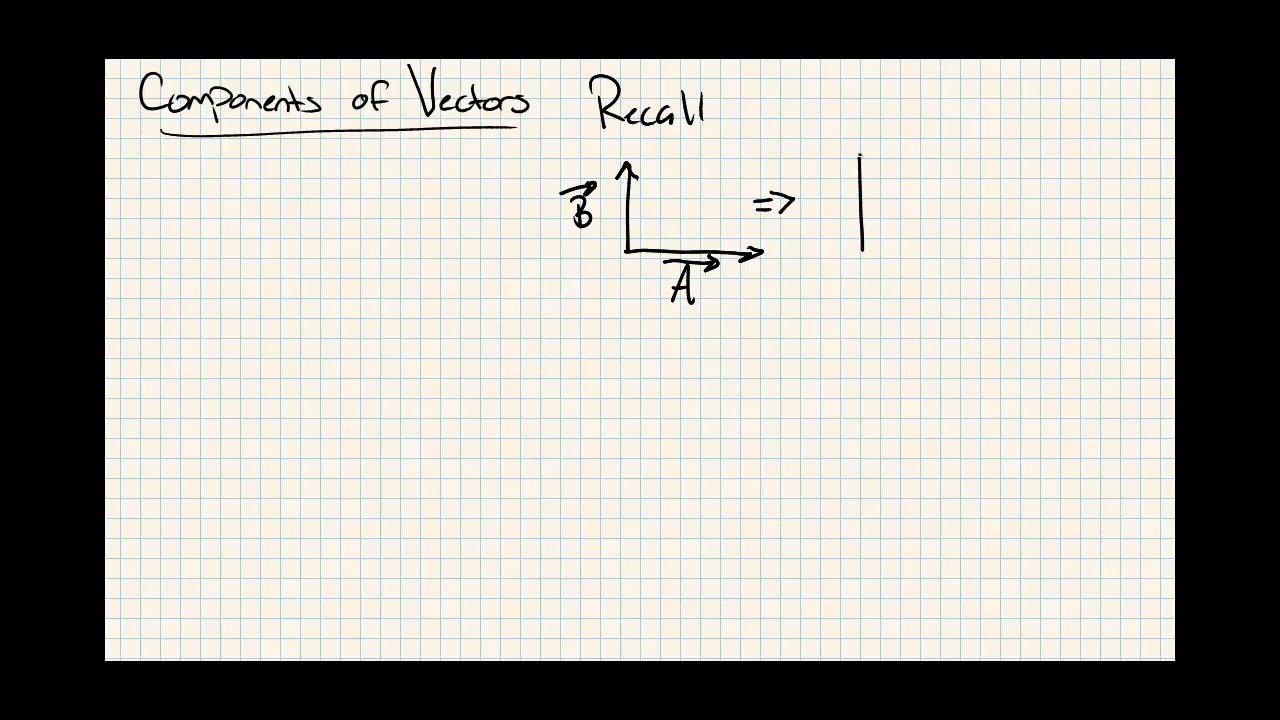 Components of Vectors Recall
B⃗ =>
A⃗